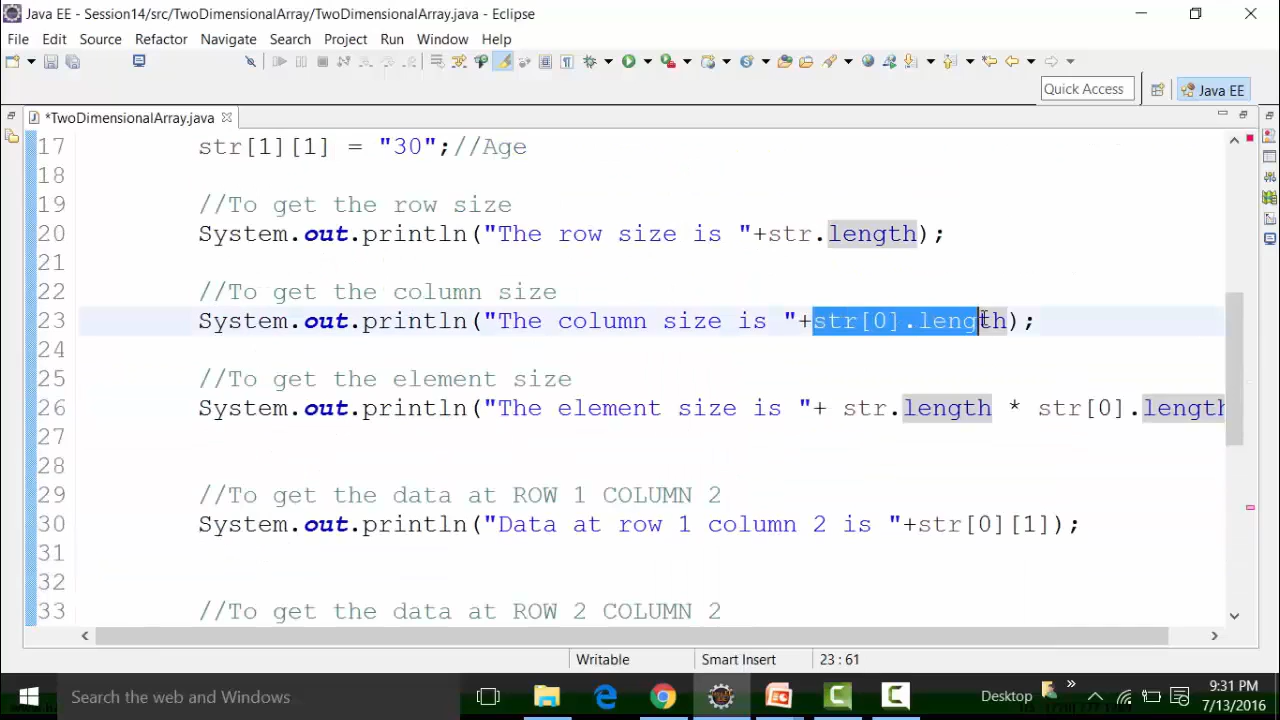 Java EE - Session14/src/TwoDimensionalArray/TwoDimensionalArray.java - Eclipse
File Edit Source Refactor Navigate Search Project Run Window Help
Quick Access
Java EE
*TwoDimensionalArray.java
17 str[1][1] = "30";//Age
18
19 //To get the row size
20 System.out.println("The row size is "+str.length);
21
22 //To get the column size
23 System.out.println("The column size is "+str[0].length);
24
25 //To get the element size
26 System.out.println("The element size is "+ str.length * str[0].length
27
28
29 //To get the data at ROW 1 COLUMN 2
30 System.out.println("Data at row 1 column 2 is "+str[0][1]);
31
32
33 //To get the data at ROW 2 COLUMN 2
Writable Smart Insert 23 : 61
Search the web and Windows
Desktop
9:31 PM
7/13/2016